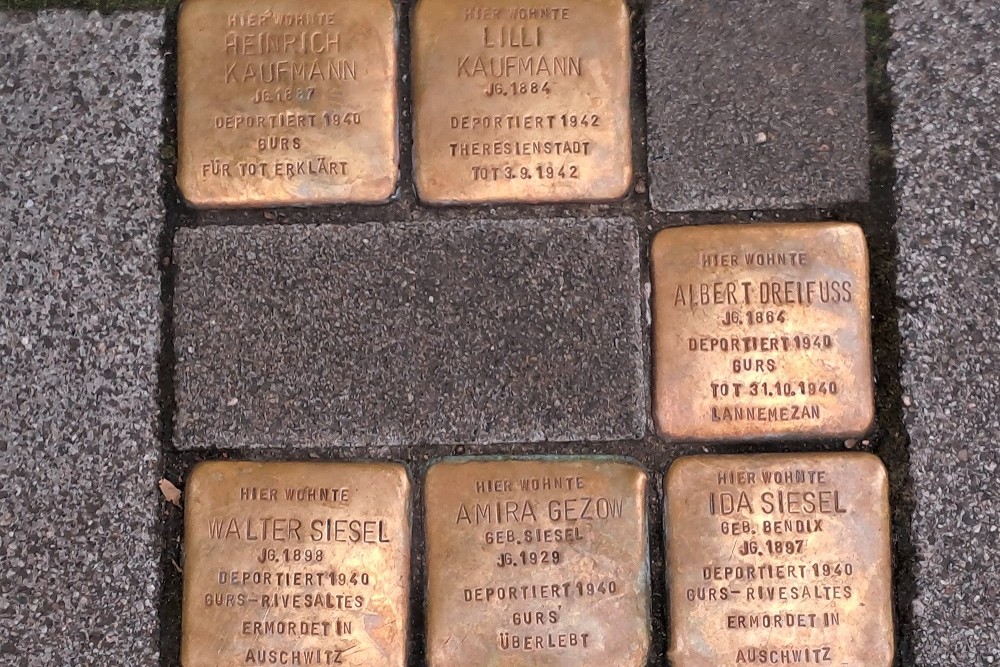 HIER WOHNTE
HEINRICH
KAUFMANN
JG. 1887
DEPORTIERT 1940
GURS
FÜR TOT ERKLÄRT
HIER WOHNTE
LILLI
KAUFMANN
JG. 1884
DEPORTIERT 1942
THERESIENSTADT
TOT 3.9.1942
HIER WOHNTE
ALBERT DREIFUSS
JG. 1864
DEPORTIERT 1940
GURS
TOT 31.10.1940
LANNEMEZAN
HIER WOHNTE
WALTER SIESEL
JG. 1898
DEPORTIERT 1940
GURS-RIVESALTES
ERMORDET IN
AUSCHWITZ
HIER WOHNTE
AMIRA GEZOW
GEB. SIESEL
JG. 1929
DEPORTIERT 1940
GURS
ÜBERLEBT
HIER WOHNTE
IDA SIESEL
GEB. BENDIX
JG. 1897
DEPORTIERT 1940
GURS-RIVESALTES
ERMORDET IN
AUSCHWITZ